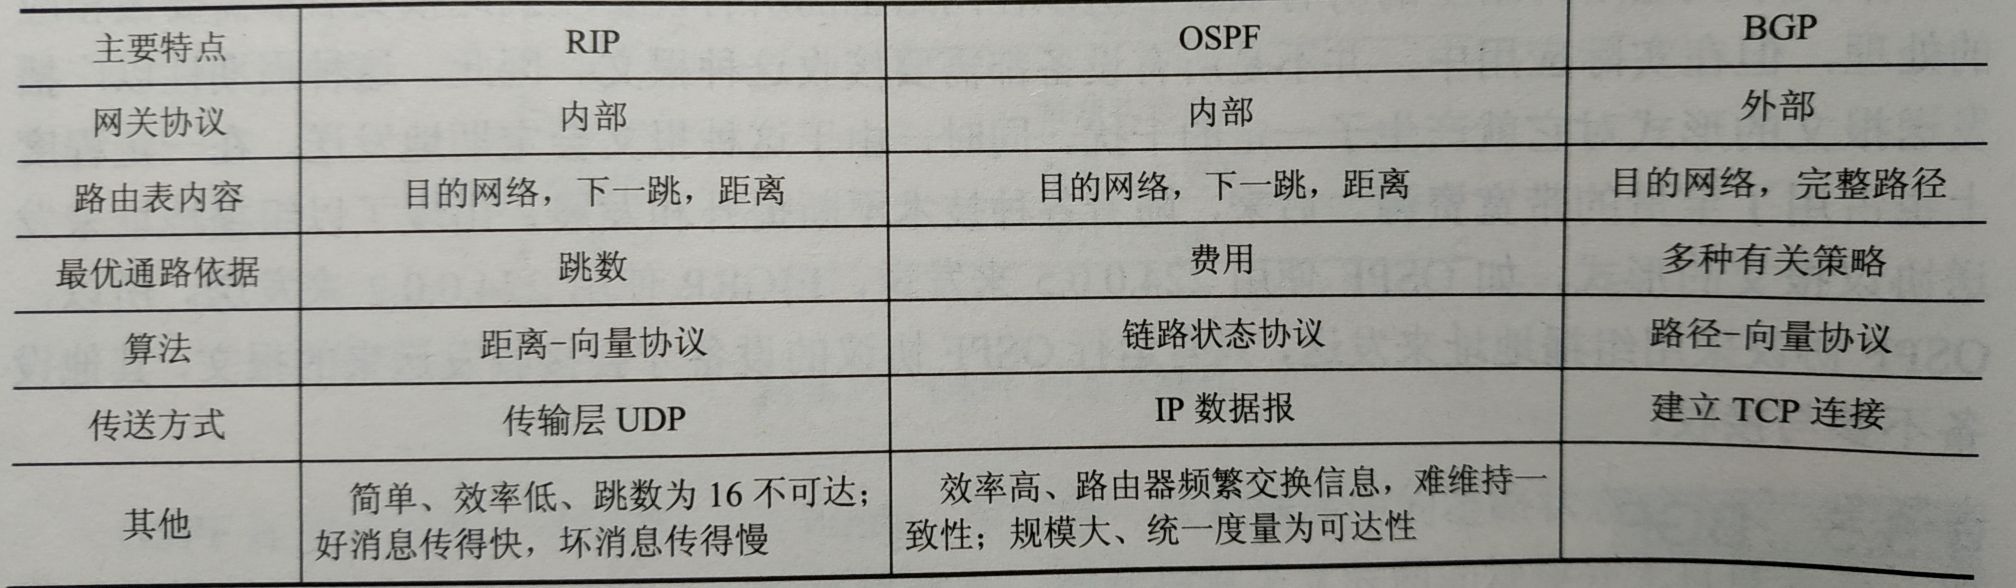 主要特点 RIP OSPF BGP
网关协议 内部 内部 外部
路由表内容 目的网络，下一跳，距离 目的网络，下一跳，距离 目的网络，完整路径
最优通路依据 跳数 费用 多种有关策略
算法 距离-向量协议 链路状态协议 路径-向量协议
传送方式 传输层 UDP IP 数据报 建立 TCP 连接
其他
简单、效率低、跳数为 16 不可达；
好消息传得快，坏消息传得慢
效率高、路由器频繁交换信息，难维持一
致性；规模大、统一度量为可达性